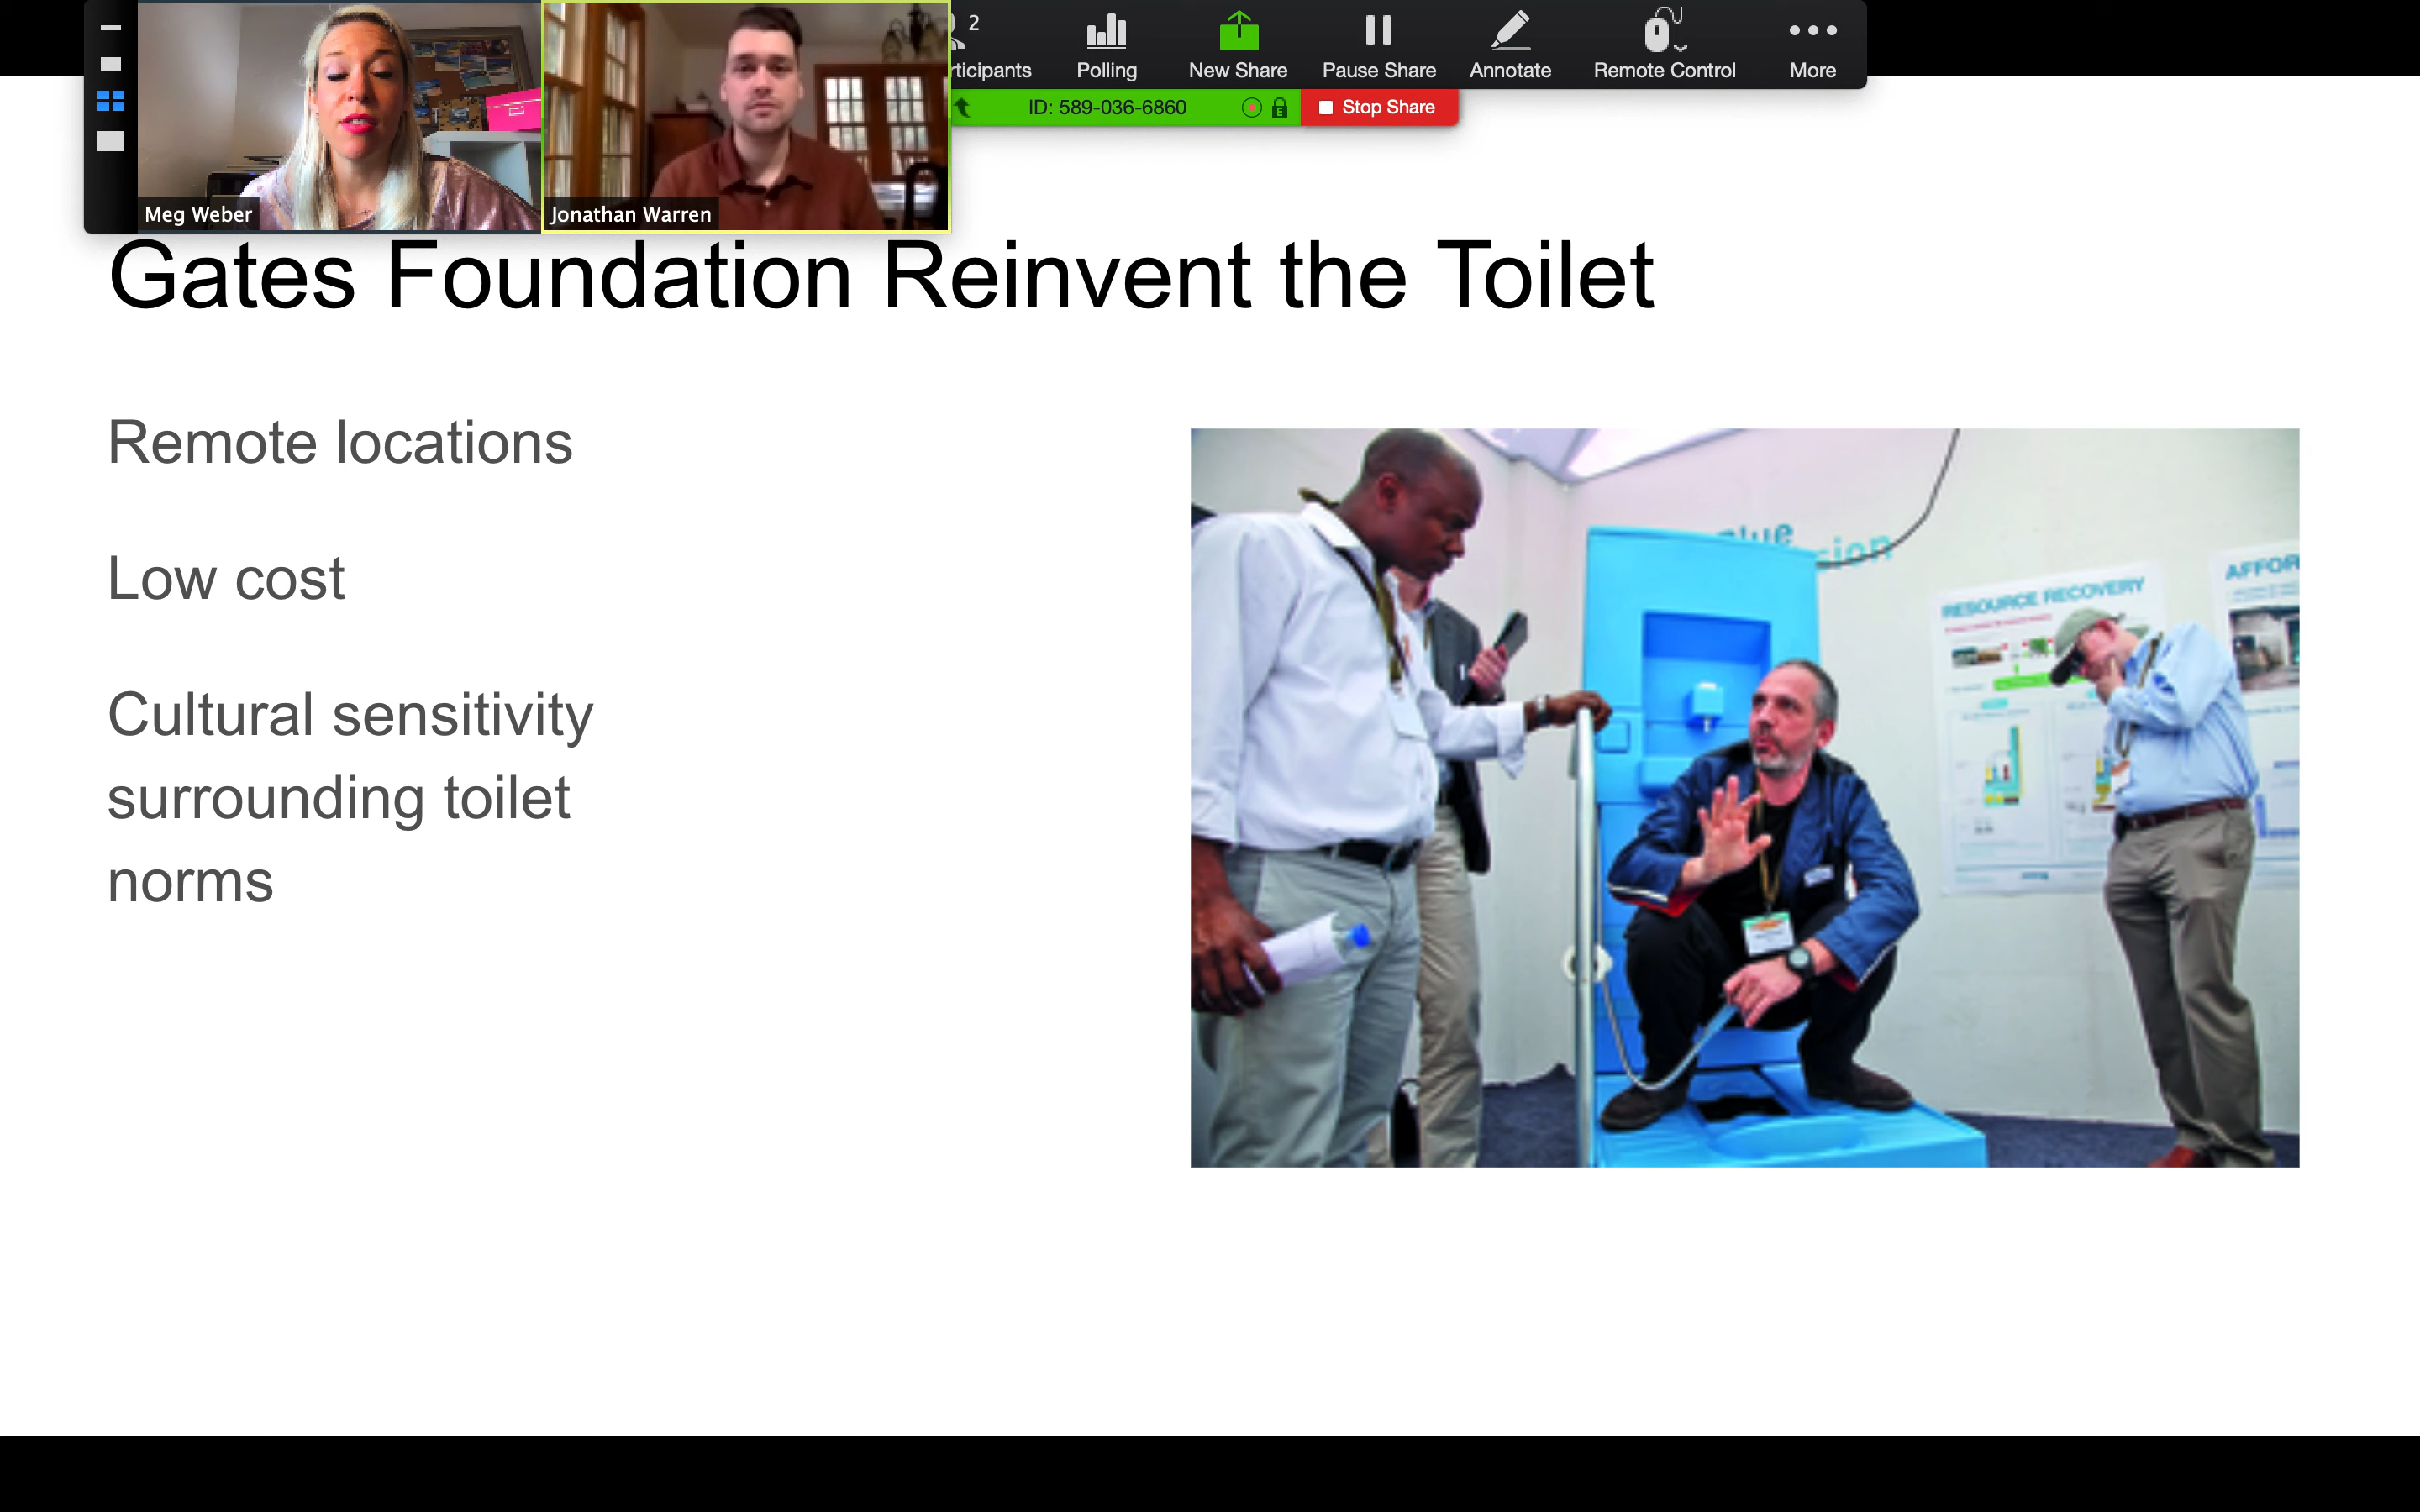 2
rticipants
Polling
New Share
Pause Share
Annotate
Remote Control
More
ID: 589-036-6860
E
Stop Share
Meg Weber
Jonathan Warren
Gates Foundation Reinvent the Toilet
Remote locations
Low cost
Cultural sensitivity
surrounding toilet
norms
RESOURCE RECOVERY
AFFOR